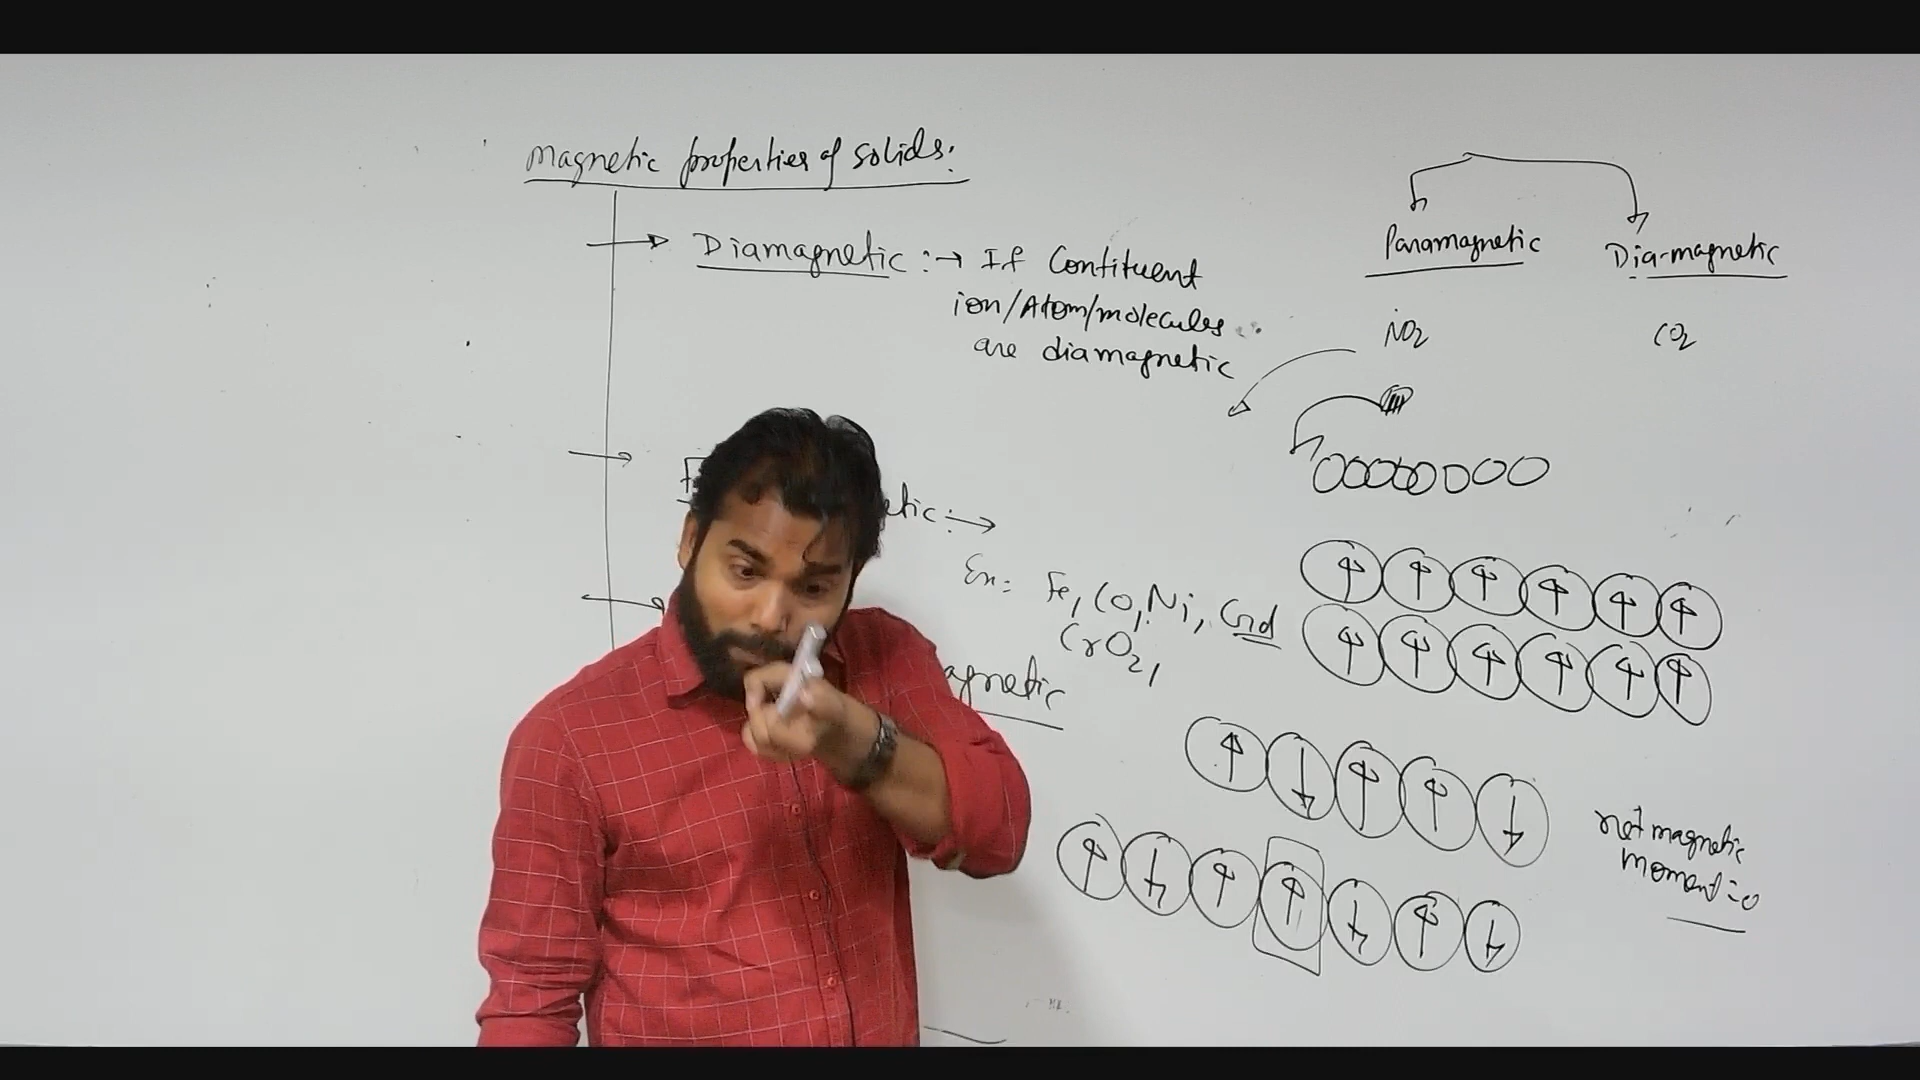 Magnetic properties of solids:
Diamagnetic :→ If Contituent
ion/Atom/molecules
are diamagnetic
etic :→
Ex = Fe, Co, Ni, Gd
CrO2,
agnetic
Paramagnetic Dia-magnetic
NO2 CO2
net magnetic
moment = 0